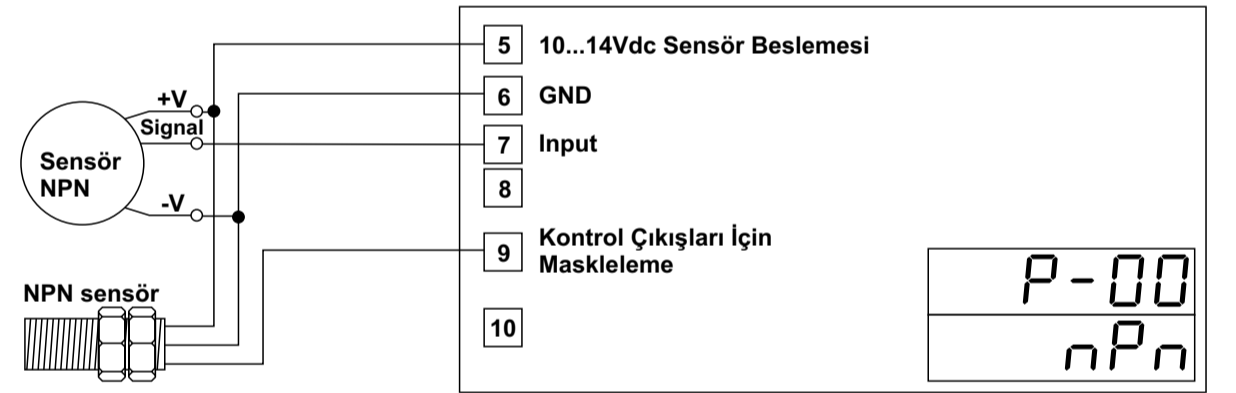 5 10...14Vdc Sensör Beslemesi
+V
6 GND
Signal
7 Input
Sensör
NPN
8
-V
9 Kontrol Çıkışları İçin
Maskleleme
NPN sensör
10
P-00
nPn